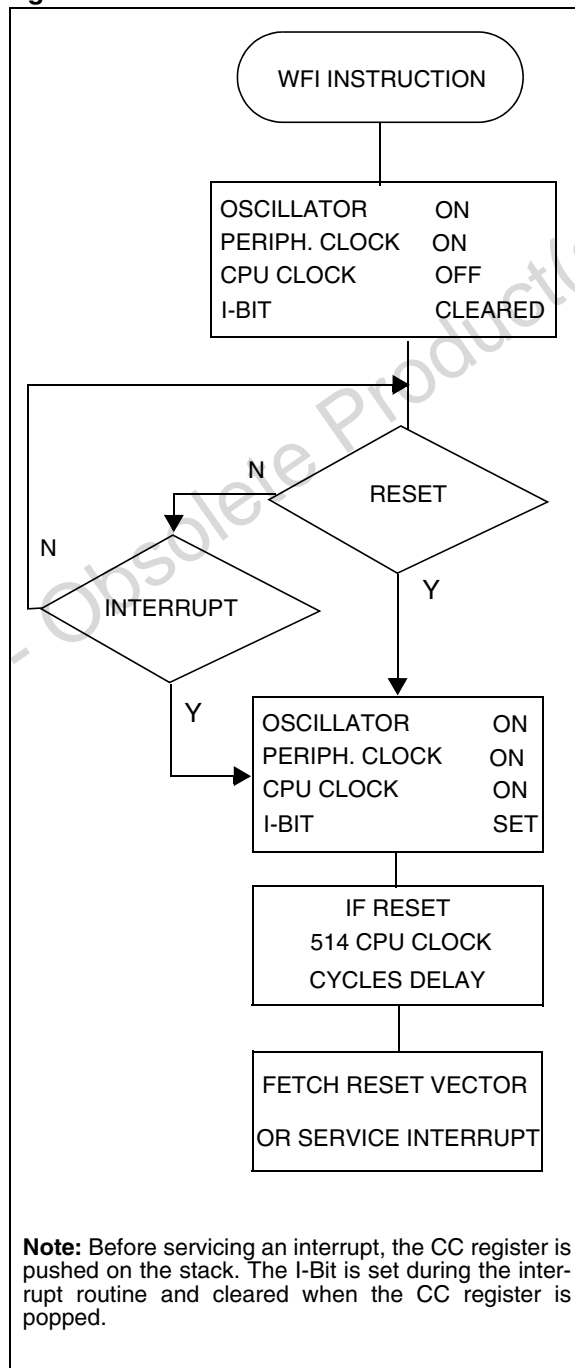 WFI INSTRUCTION
OSCILLATOR ON
PERIPH. CLOCK ON
CPU CLOCK OFF
I-BIT CLEARED
RESET
N
INTERRUPT
N
Y
Y
OSCILLATOR ON
PERIPH. CLOCK ON
CPU CLOCK ON
I-BIT SET
IF RESET
514 CPU CLOCK
CYCLES DELAY
FETCH RESET VECTOR
OR SERVICE INTERRUPT
Note: Before servicing an interrupt, the CC register is
pushed on the stack. The I-Bit is set during the inter-
rupt routine and cleared when the CC register is
popped.
- Obsolete Product(